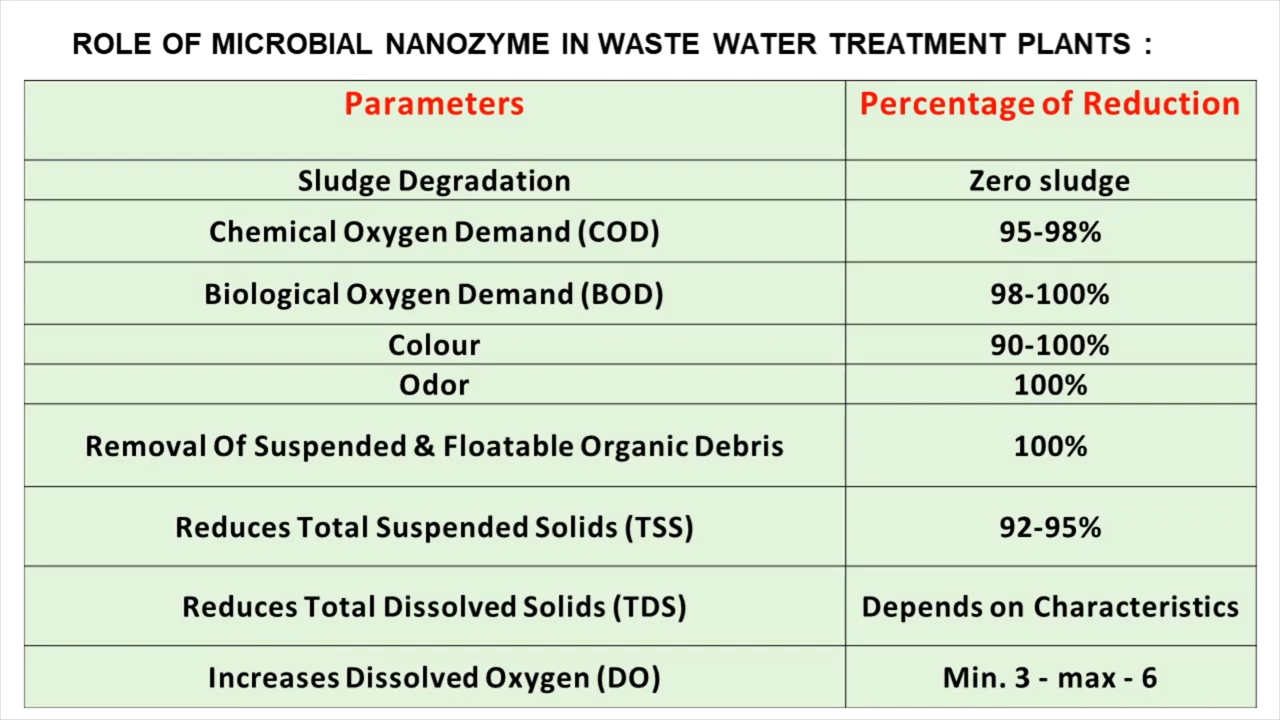 ROLE OF MICROBIAL NANOZYME IN WASTE WATER TREATMENT PLANTS :
Parameters Percentage of Reduction
Sludge Degradation Zero sludge
Chemical Oxygen Demand (COD) 95-98%
Biological Oxygen Demand (BOD) 98-100%
Colour 90-100%
Odor 100%
Removal Of Suspended & Floatable Organic Debris 100%
Reduces Total Suspended Solids (TSS) 92-95%
Reduces Total Dissolved Solids (TDS) Depends on Characteristics
Increases Dissolved Oxygen (DO) Min. 3 - max - 6